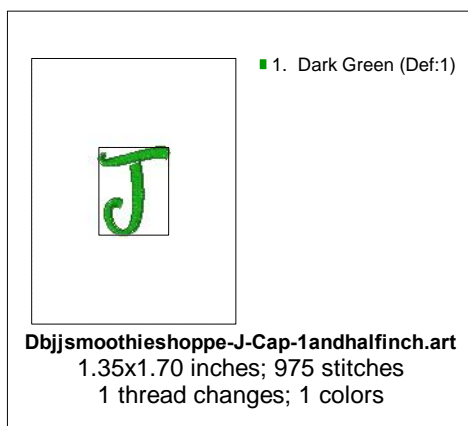 1. Dark Green (Def:1)
J
Dbjjsmoothieshoppe-J-Cap-1andhalfinch.art
1.35x1.70 inches; 975 stitches
1 thread changes; 1 colors